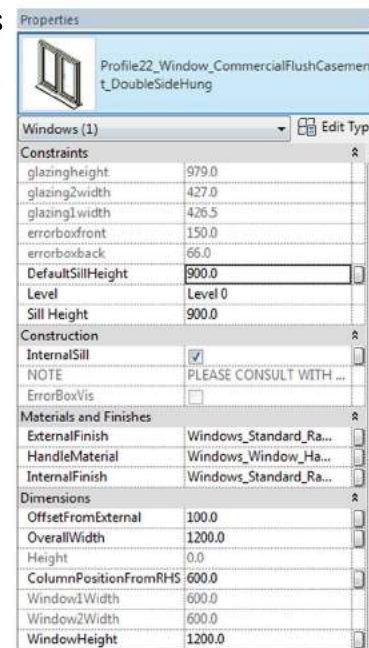 s
Properties
Profile22_Window_CommercialFlushCasemen
t_DoubleSideHung
Windows (1) Edit Typ
Constraints
glazingheight 979.0
glazing2width 427.0
glazing1width 426.5
errorboxfront 150.0
errorboxback 66.0
DefaultSillHeight 900.0
Level Level 0
Sill Height 900.0
Construction
InternalSill
NOTE PLEASE CONSULT WITH ...
ErrorBoxVis
Materials and Finishes
ExternalFinish Windows_Standard_Ra...
HandleMaterial Windows_Window_Ha...
InternalFinish Windows_Standard_Ra...
Dimensions
OffsetFromExternal 100.0
OverallWidth 1200.0
Height 0.0
ColumnPositionFromRHS 600.0
Window1Width 600.0
Window2Width 600.0
WindowHeight 1200.0